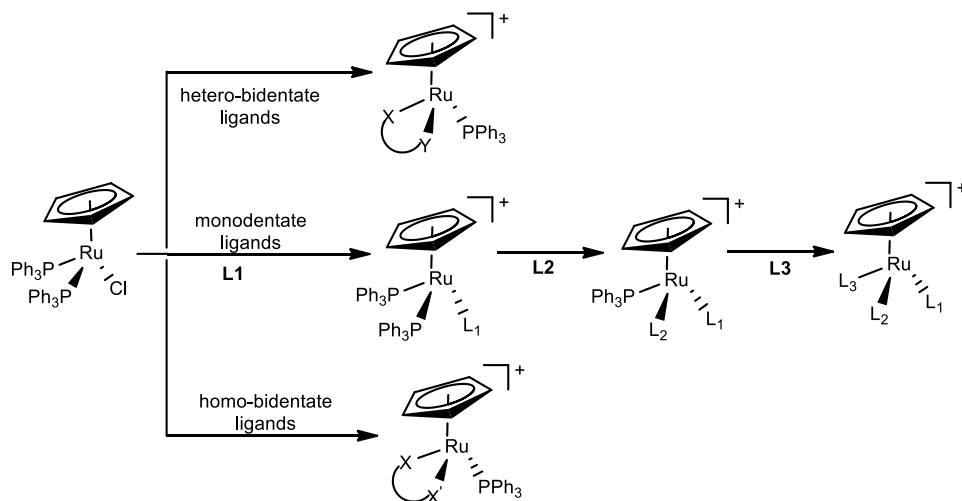 +
Ru
X
Y
PPh3
hetero-bidentate
ligands
Ru
Ph3P
Ph3P
Cl
monodentate
ligands
L1
+
Ru
Ph3P
Ph3P
L1
L2
+
Ru
Ph3P
L2
L1
L3
+
Ru
L3
L2
L1
homo-bidentate
ligands
+
Ru
X
X'
PPh3